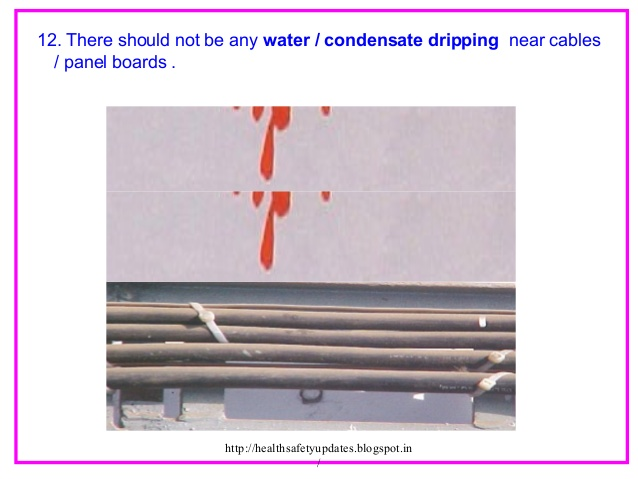 12. There should not be any water / condensate dripping near cables
/ panel boards .
http://healthsafetyupdates.blogspot.in
/